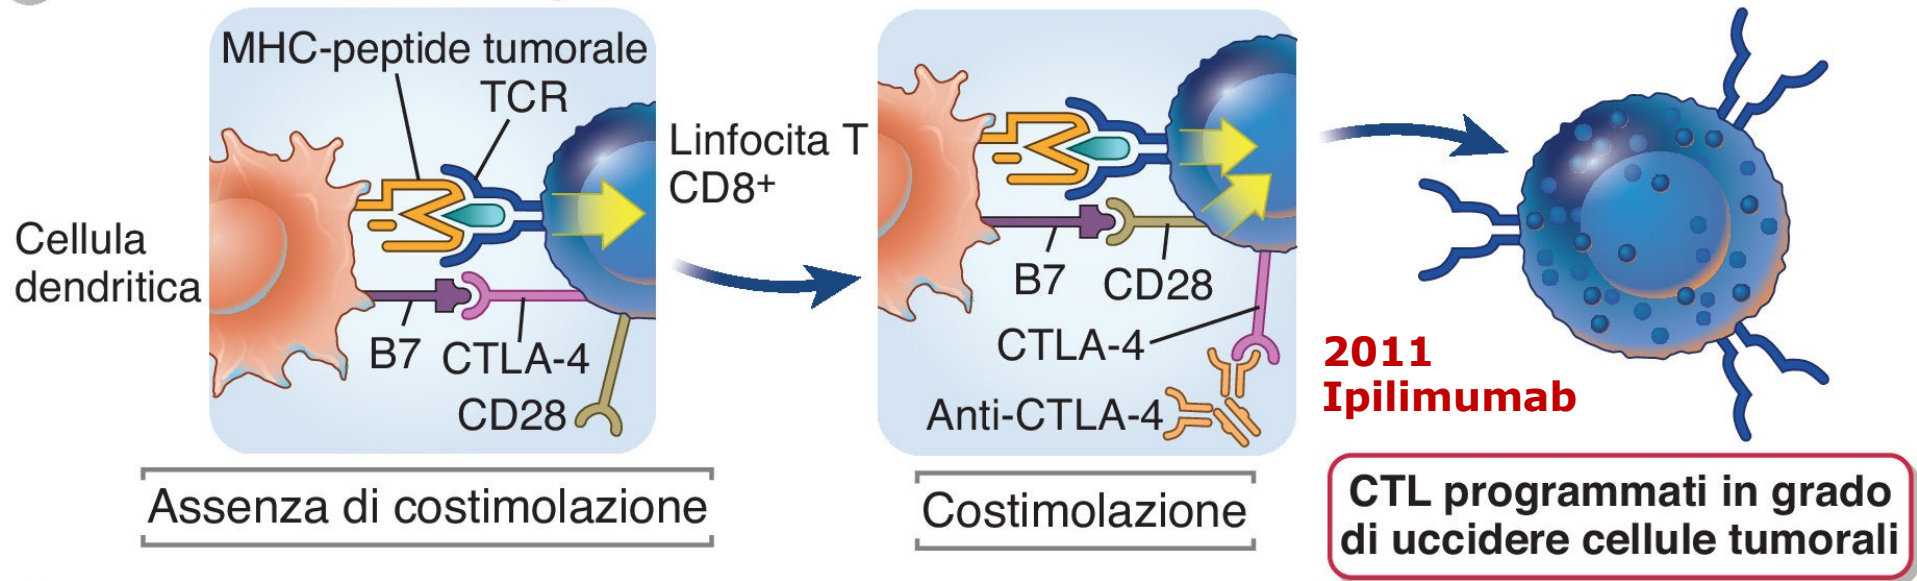 MHC-peptide tumorale
TCR
Cellula
dendritica
B7
CTLA-4
CD28
Assenza di costimolazione
Linfocita T
CD8+
B7
CD28
CTLA-4
Anti-CTLA-4
Costimolazione
2011
Ipilimumab
CTL programmati in grado
di uccidere cellule tumorali